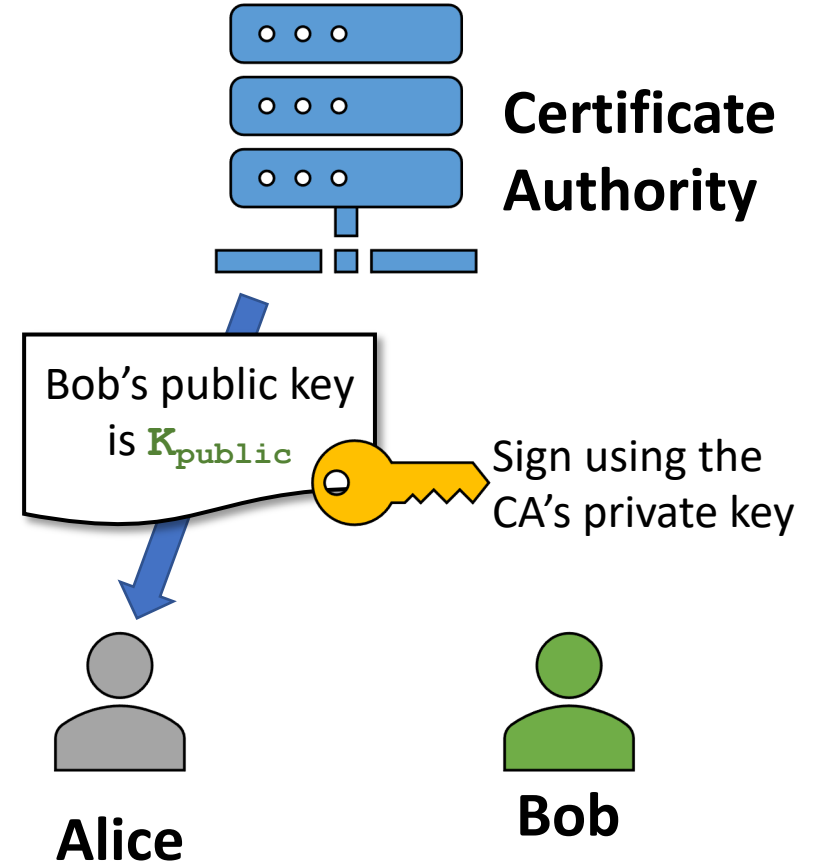 Certificate
Authority
Bob’s public key
is Kpublic
Sign using the
CA’s private key
Alice
Bob